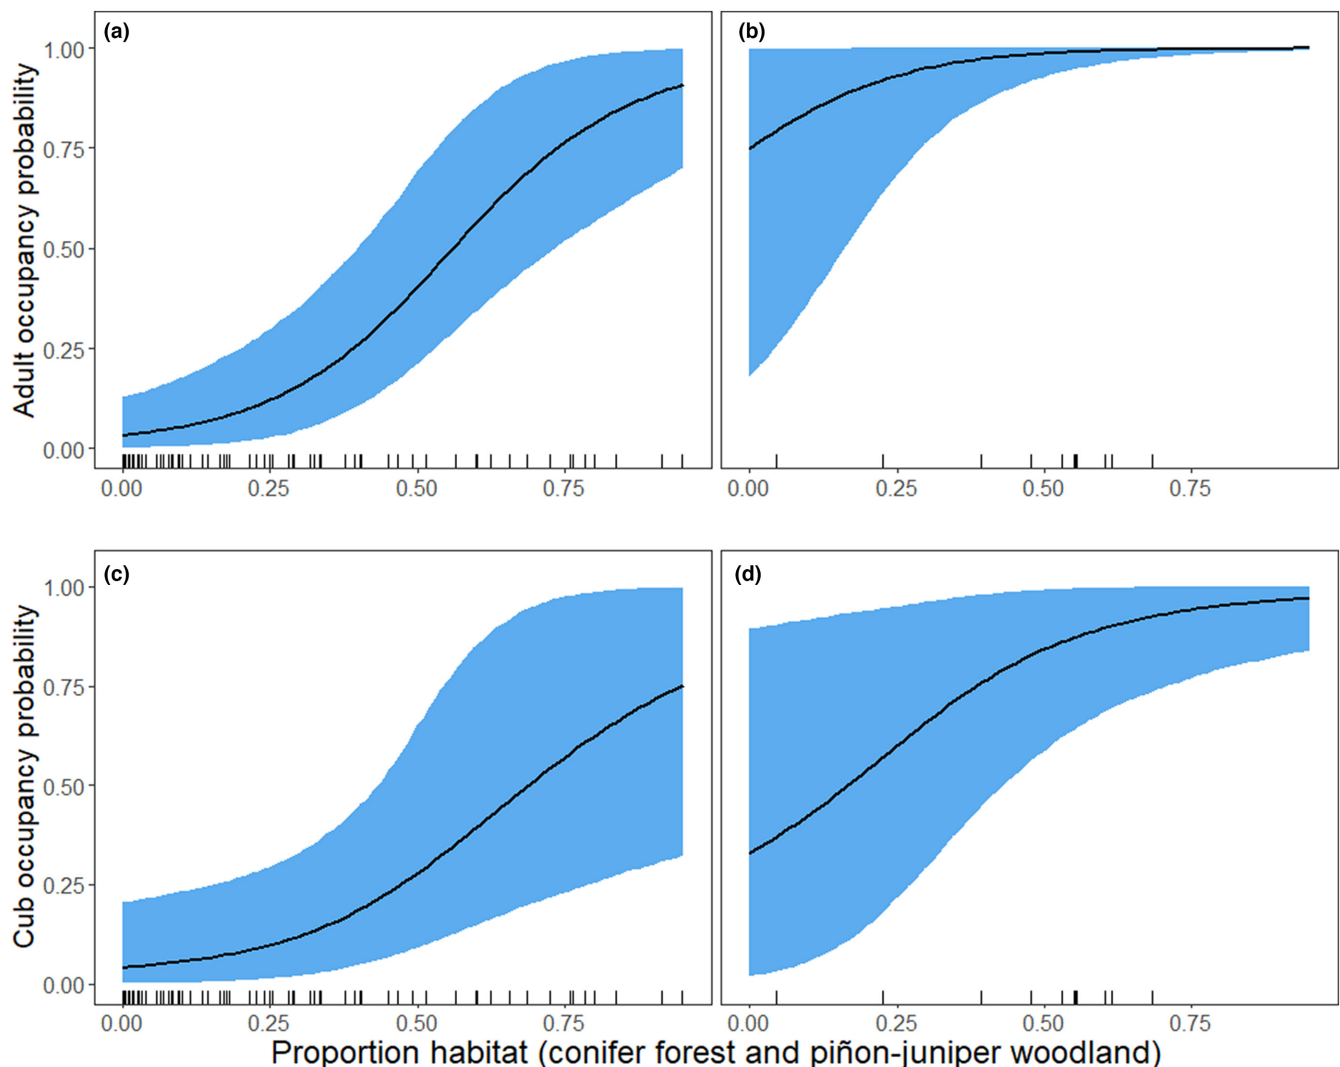 (a)
(b)
Adult occupancy probability
1.00
0.75
0.50
0.25
0.00
0.00 0.25 0.50 0.75
0.00 0.25 0.50 0.75
(c)
(d)
Cub occupancy probability
1.00
0.75
0.50
0.25
0.00
0.00 0.25 0.50 0.75
0.00 0.25 0.50 0.75
Proportion habitat (conifer forest and piñon-juniper woodland)